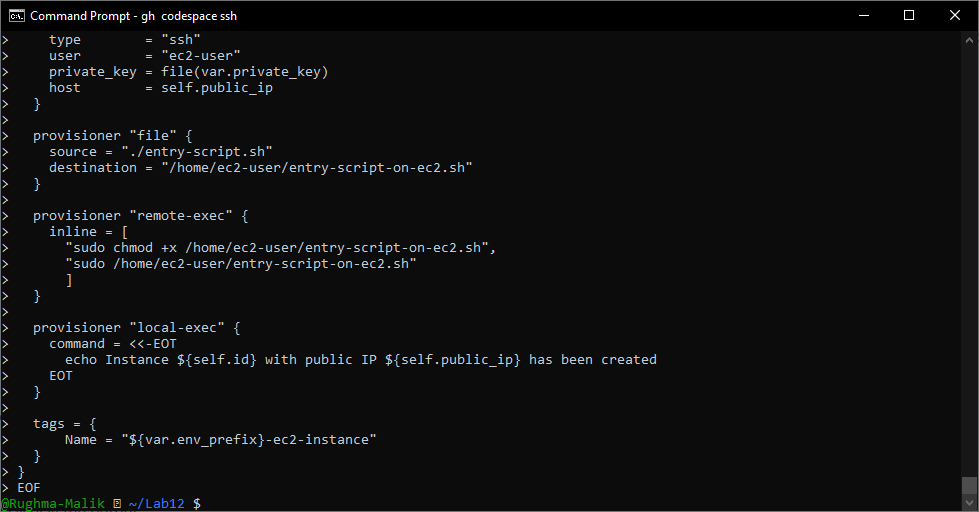 Command Prompt - gh  codespace ssh
>     type        = "ssh"
>     user        = "ec2-user"
>     private_key = file(var.private_key)
>     host        = self.public_ip
>   }
>
>   provisioner "file" {
>     source = "./entry-script.sh"
>     destination = "/home/ec2-user/entry-script-on-ec2.sh"
>   }
>
>   provisioner "remote-exec" {
>     inline = [
>       "sudo chmod +x /home/ec2-user/entry-script-on-ec2.sh",
>       "sudo /home/ec2-user/entry-script-on-ec2.sh"
>       ]
>   }
>
>   provisioner "local-exec" {
>     command = <<-EOT
>       echo Instance ${self.id} with public IP ${self.public_ip} has been created
>     EOT
>   }
>
>   tags = {
>       Name = "${var.env_prefix}-ec2-instance"
>   }
> }
> EOF
@Rughma-Malik ~/Lab12 $